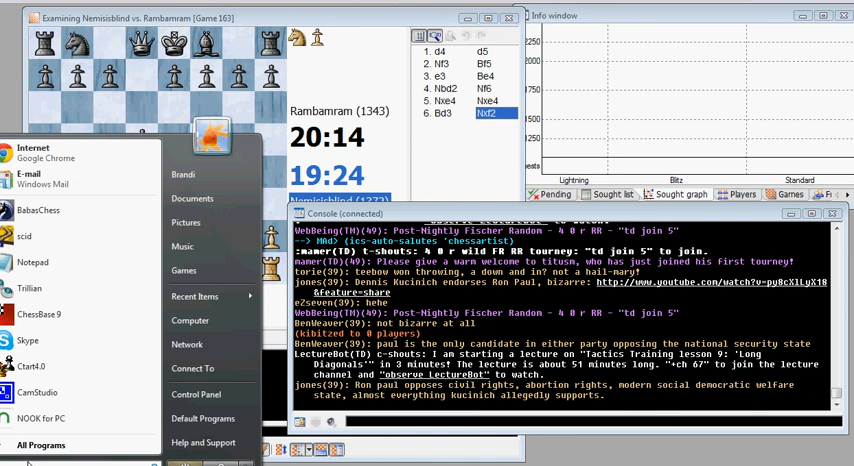 Examining Nemisisblind vs. Rambamram [Game 163]
Rambamram (1343)
20:14
19:24
1. d4 d5
2. Nf3 Bf5
3. e3 Be4
4. Nbd2 Nf6
5. Nxe4 Nxe4
6. Bd3 Nxf2
Info window
2250
1750
1500
1250
Lightning Blitz Standard
Pending Sought list Sought graph Players Games
Internet
Google Chrome
E-mail
Windows Mail
BabasChess
scid
Notepad
Trillian
ChessBase 9
Skype
Ctart4.0
CamStudio
NOOK for PC
All Programs
Brandi
Documents
Pictures
Music
Games
Recent Items
Computer
Network
Connect To
Control Panel
Default Programs
Help and Support
Console (connected)
WebBeing(TM)(49): Post-Nightly Fischer Random - 4 0 r RR - "td join 5"
--> MAd> (ics-auto-salutes 'chessartist)
:mamer(TD) t-shouts: 4 0 r wild FR RR tourney: "td join 5" to join.
mamer(TD)(49): Please give a warm welcome to titusm, who has just joined his first tourney!
torie(39): teebow won throwing, a down and in? not a hail-mary!
jones(39): Dennis Kucinich endorses Ron Paul, bizarre: http://www.youtube.com/watch?v=py8cXlLyX18
&feature=share
eZseven(39): hehe
WebBeing(TM)(49): Post-Nightly Fischer Random - 4 0 r RR - "td join 5"
BenWeaver(39): not bizarre at all
(kibitzed to 0 players)
BenWeaver(39): paul is the only candidate in either party opposing the national security state
LectureBot(TD) c-shouts: I am starting a lecture on "Tactics Training lesson 9: 'Long
Diagonals'" in 3 minutes! The lecture is about 51 minutes long. "+ch 67" to join the lecture
channel and "observe LectureBot" to watch.
jones(39): Ron paul opposes civil rights, abortion rights, modern social democratic welfare
state, almost everything kucinich allegedly supports.